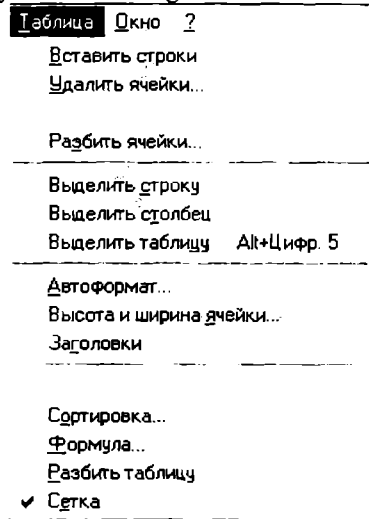 Таблица Окно ?
Вставить строки
Удалить ячейки...
Разбить ячейки...
Выделить строку
Выделить столбец
Выделить таблицу Alt+Цифр. 5
Автоформат...
Высота и ширина ячейки...
Заголовки
Сортировка...
Формула...
Разбить таблицу
✔ Сетка